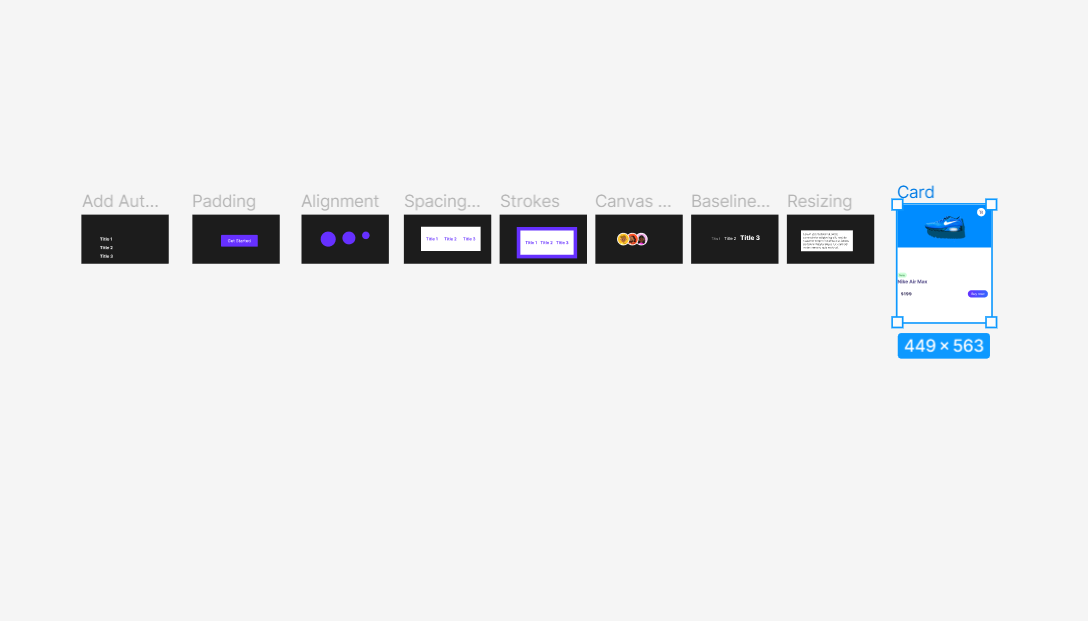 Add Aut...
Padding
Alignment
Spacing...
Strokes
Canvas ...
Baseline...
Resizing
Card
Title 1
Title 2
Title 3
Get Started
Title 1 Title 2 Title 3
Title 1 Title 2 Title 3
Title 1 Title 2 Title 3
Nike Air Max
$199
Buy now
449 × 563